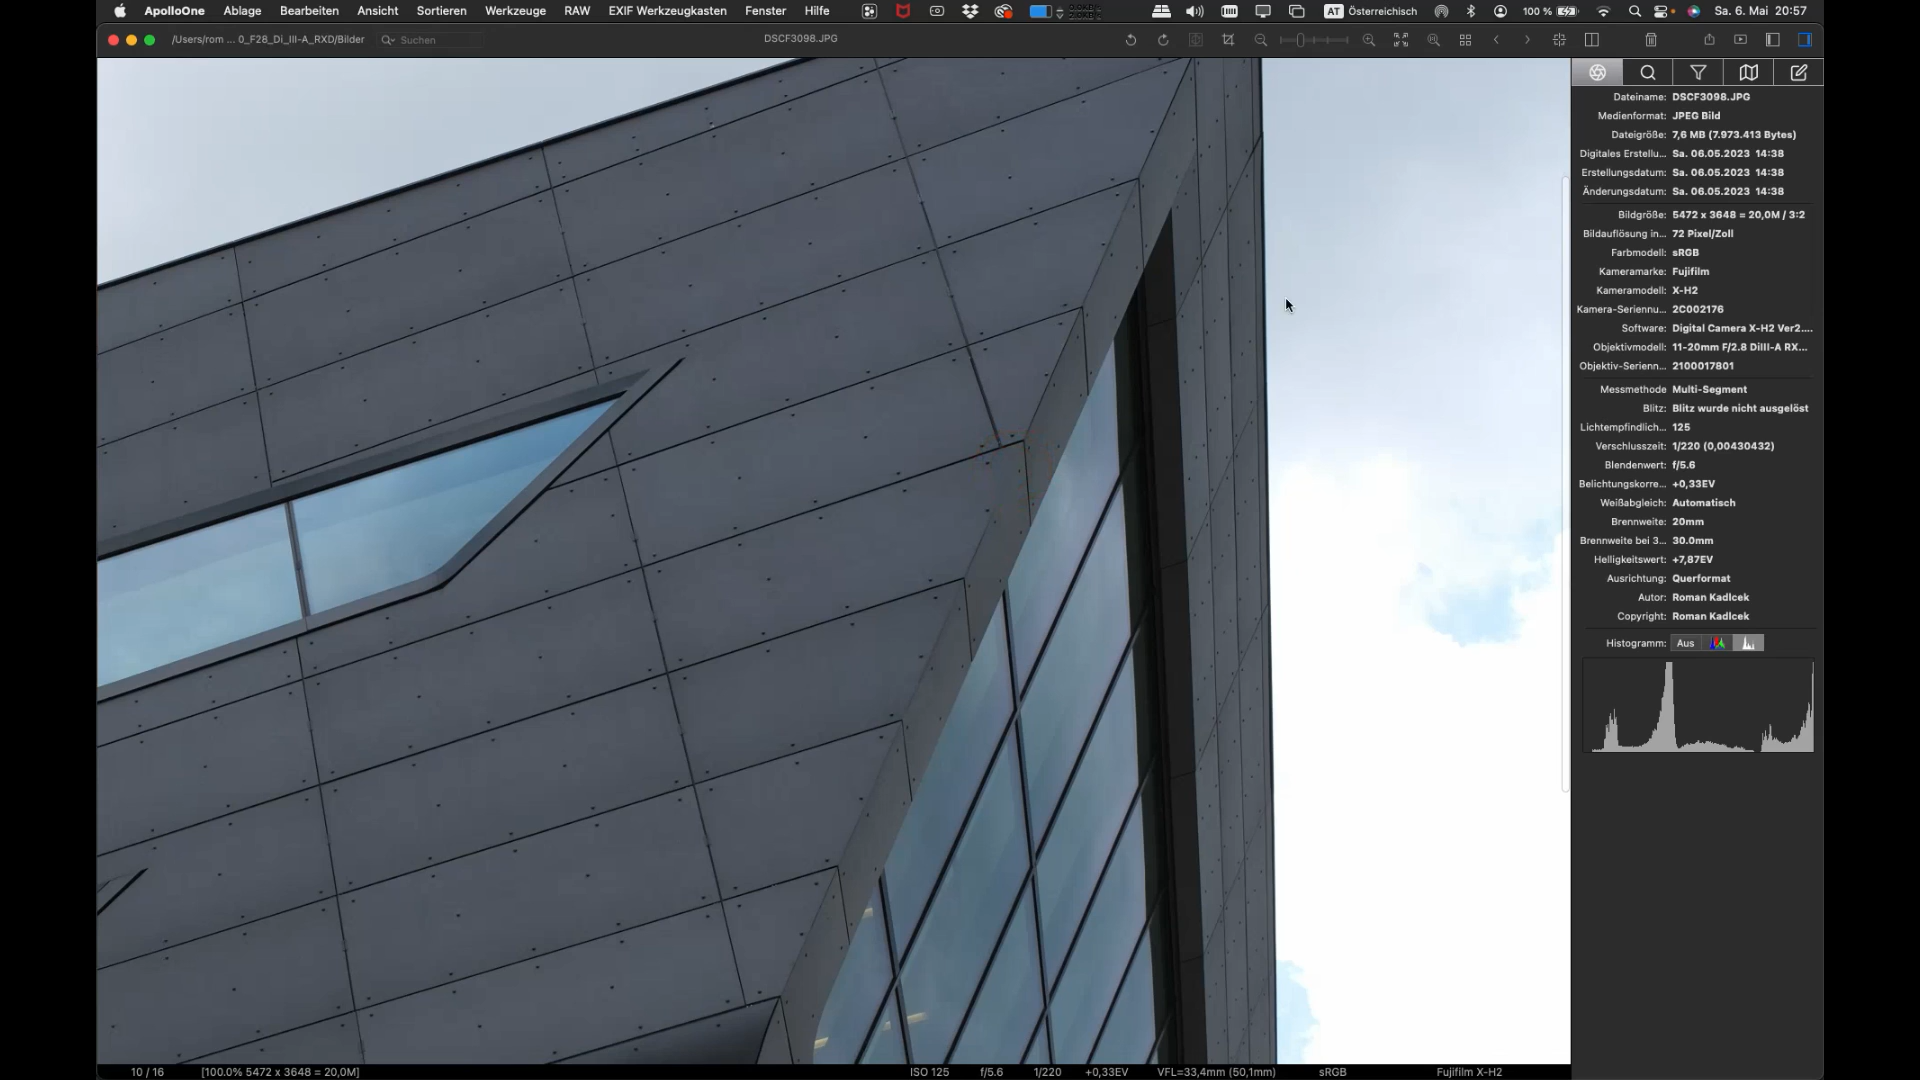 ApolloOne Ablage Bearbeiten Ansicht Sortieren Werkzeuge RAW EXIF Werkzeugkasten Fenster Hilfe AT Österreichisch 100 % Sa. 6. Mai 20:57
/Users/rom ... 0_F28_Di_III-A_RXD/Bilder Suchen DSCF3098.JPG
Dateiname: DSCF3098.JPG
Medienformat: JPEG Bild
Dateigröße: 7,6 MB (7.973.413 Bytes)
Digitales Erstellu... Sa. 06.05.2023 14:38
Erstellungsdatum: Sa. 06.05.2023 14:38
Änderungsdatum: Sa. 06.05.2023 14:38
Bildgröße: 5472 x 3648 = 20,0M / 3:2
Bildauflösung in... 72 Pixel/Zoll
Farbmodell: sRGB
Kameramarke: Fujifilm
Kameramodell: X-H2
Kamera-Seriennu... 2C002176
Software: Digital Camera X-H2 Ver2....
Objektivmodell: 11-20mm F/2.8 DiIII-A RX...
Objektiv-Serienn... 2100017801
Messmethode Multi-Segment
Blitz: Blitz wurde nicht ausgelöst
Lichtempfindlich... 125
Verschlusszeit: 1/220 (0,00430432)
Blendenwert: f/5.6
Belichtungskorre... +0,33EV
Weißabgleich: Automatisch
Brennweite: 20mm
Brennweite bei 3... 30.0mm
Helligkeitswert: +7,87EV
Ausrichtung: Querformat
Autor: Roman Kadlcek
Copyright: Roman Kadlcek
Histogramm: Aus
10 / 16 [100.0% 5472 x 3648 = 20,0M] ISO 125 f/5.6 1/220 +0,33EV VFL=33,4mm (50,1mm) sRGB Fujifilm X-H2